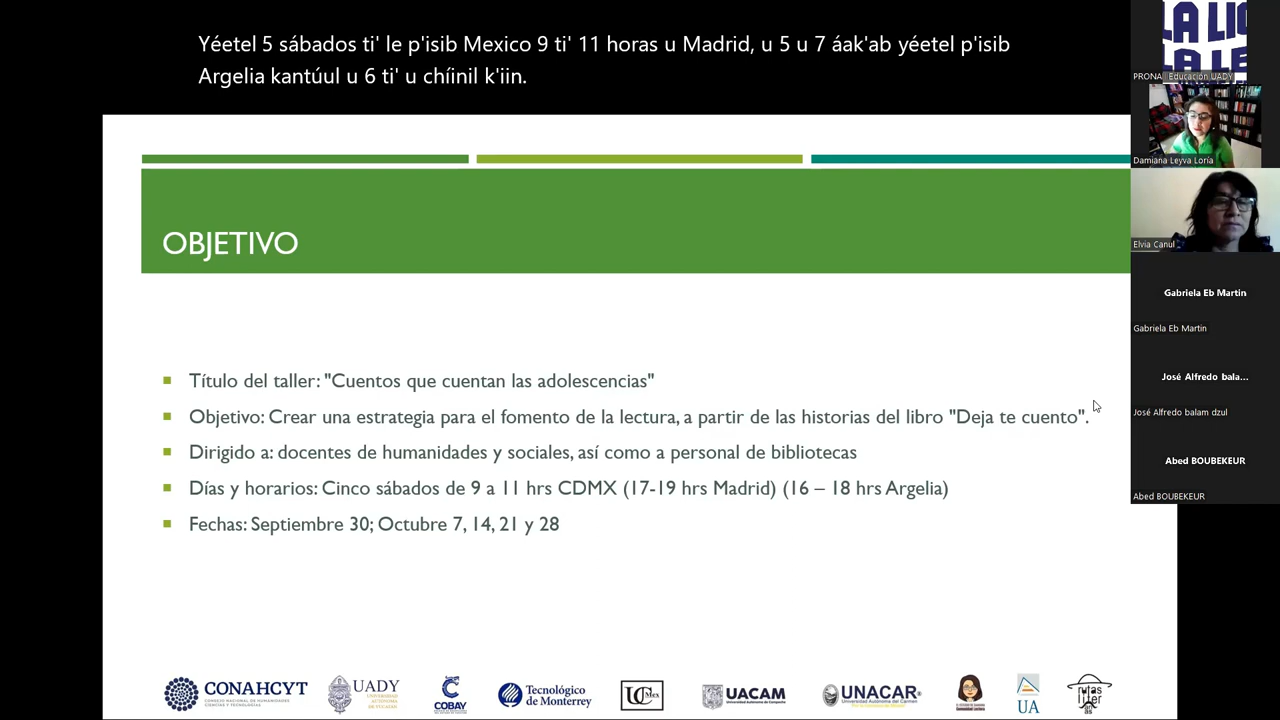 Yéetel 5 sábados ti' le p'isib Mexico 9 ti' 11 horas u Madrid, u 5 u 7 áak'ab yéetel p'isib
Argelia kantúul u 6 ti' u chíinil k'iin.
OBJETIVO
Título del taller: "Cuentos que cuentan las adolescencias"
Objetivo: Crear una estrategia para el fomento de la lectura, a partir de las historias del libro "Deja te cuento".
Dirigido a: docentes de humanidades y sociales, así como a personal de bibliotecas
Días y horarios: Cinco sábados de 9 a 11 hrs CDMX (17-19 hrs Madrid) (16 – 18 hrs Argelia)
Fechas: Septiembre 30; Octubre 7, 14, 21 y 28
CONAHCYT
UADY
COBAY
Tecnológico
de Monterrey
UC Mex
UACAM
UNACAR
UA
PRONA Educación UADY
Damiana Leyva Loría
Elvia Canul
Gabriela Eb Martin
Gabriela Eb Martin
José Alfredo bala...
José Alfredo balam dzul
Abed BOUBEKEUR
Abed BOUBEKEUR